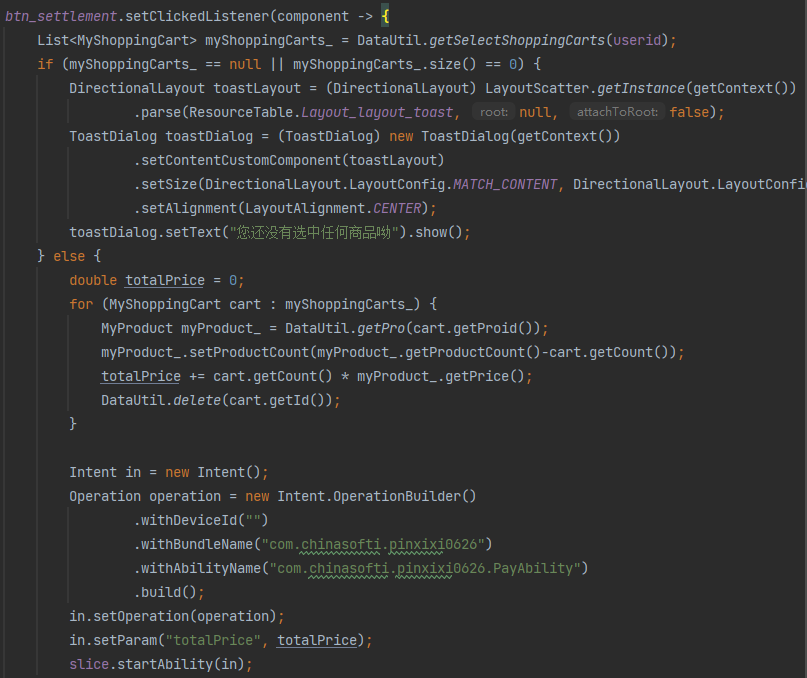 btn_settlement.setClickedListener(component -> {
List<MyShoppingCart> myShoppingCarts_ = DataUtil.getSelectShoppingCarts(userid);
if (myShoppingCarts_ == null || myShoppingCarts_.size() == 0) {
DirectionalLayout toastLayout = (DirectionalLayout) LayoutScatter.getInstance(getContext())
.parse(ResourceTable.Layout_layout_toast, root: null, attachToRoot: false);
ToastDialog toastDialog = (ToastDialog) new ToastDialog(getContext())
.setContentCustomComponent(toastLayout)
.setSize(DirectionalLayout.LayoutConfig.MATCH_CONTENT, DirectionalLayout.LayoutConfi
.setAlignment(LayoutAlignment.CENTER);
toastDialog.setText("您还没有选中任何商品呦").show();
} else {
double totalPrice = 0;
for (MyShoppingCart cart : myShoppingCarts_) {
MyProduct myProduct_ = DataUtil.getPro(cart.getProid());
myProduct_.setProductCount(myProduct_.getProductCount()-cart.getCount());
totalPrice += cart.getCount() * myProduct_.getPrice();
DataUtil.delete(cart.getId());
}
Intent in = new Intent();
Operation operation = new Intent.OperationBuilder()
.withDeviceId("")
.withBundleName("com.chinasofti.pinxixi0626")
.withAbilityName("com.chinasofti.pinxixi0626.PayAbility")
.build();
in.setOperation(operation);
in.setParam("totalPrice", totalPrice);
slice.startAbility(in);